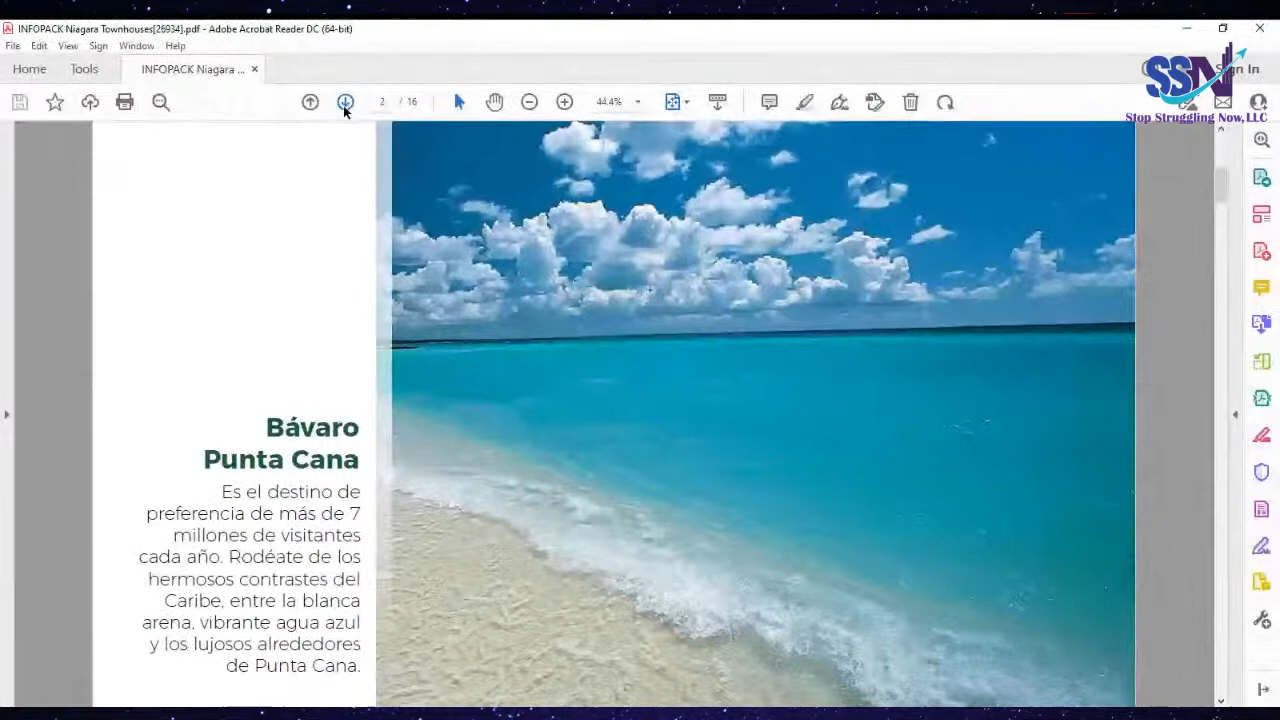 INFOPACK Niagara Townhouses[26934].pdf - Adobe Acrobat Reader DC (64-bit)
File Edit View Sign Window Help
Home Tools INFOPACK Niagara ... Sign In
2 / 16 44.4%
SSN
Stop Struggling Now, LLC
Bávaro
Punta Cana
Es el destino de
preferencia de más de 7
millones de visitantes
cada año. Rodéate de los
hermosos contrastes del
Caribe, entre la blanca
arena, vibrante agua azul
y los lujosos alrededores
de Punta Cana.